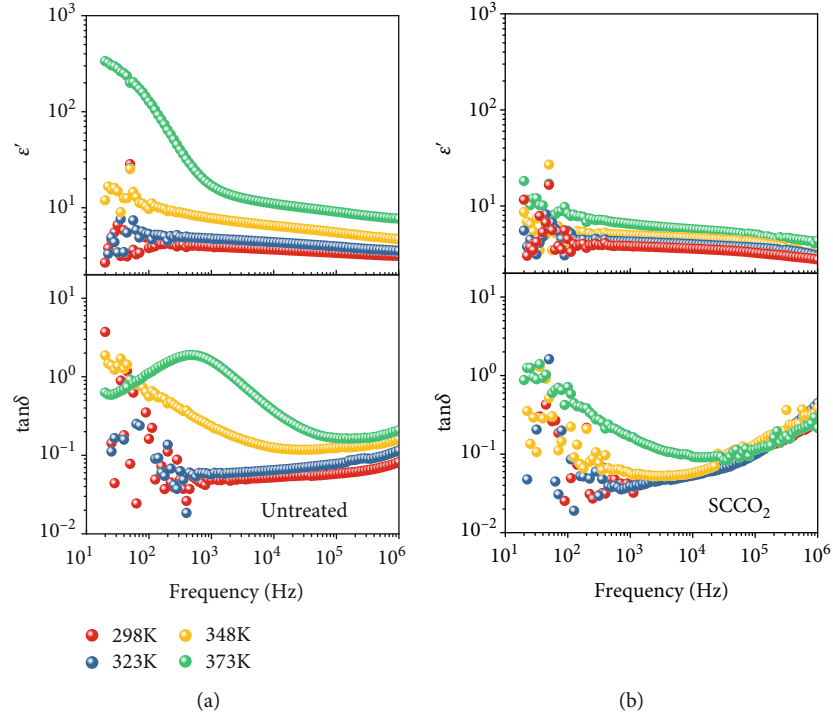 10³
10²
10¹
ε′
10¹
10⁰
10⁻¹
10⁻²
tanδ
Untreated
10¹ 10² 10³ 10⁴ 10⁵ 10⁶
Frequency (Hz)
298K 348K
323K 373K
(a)
10³
10²
10¹
ε′
10¹
10⁰
10⁻¹
10⁻²
tanδ
SCCO₂
10¹ 10² 10³ 10⁴ 10⁵ 10⁶
Frequency (Hz)
(b)